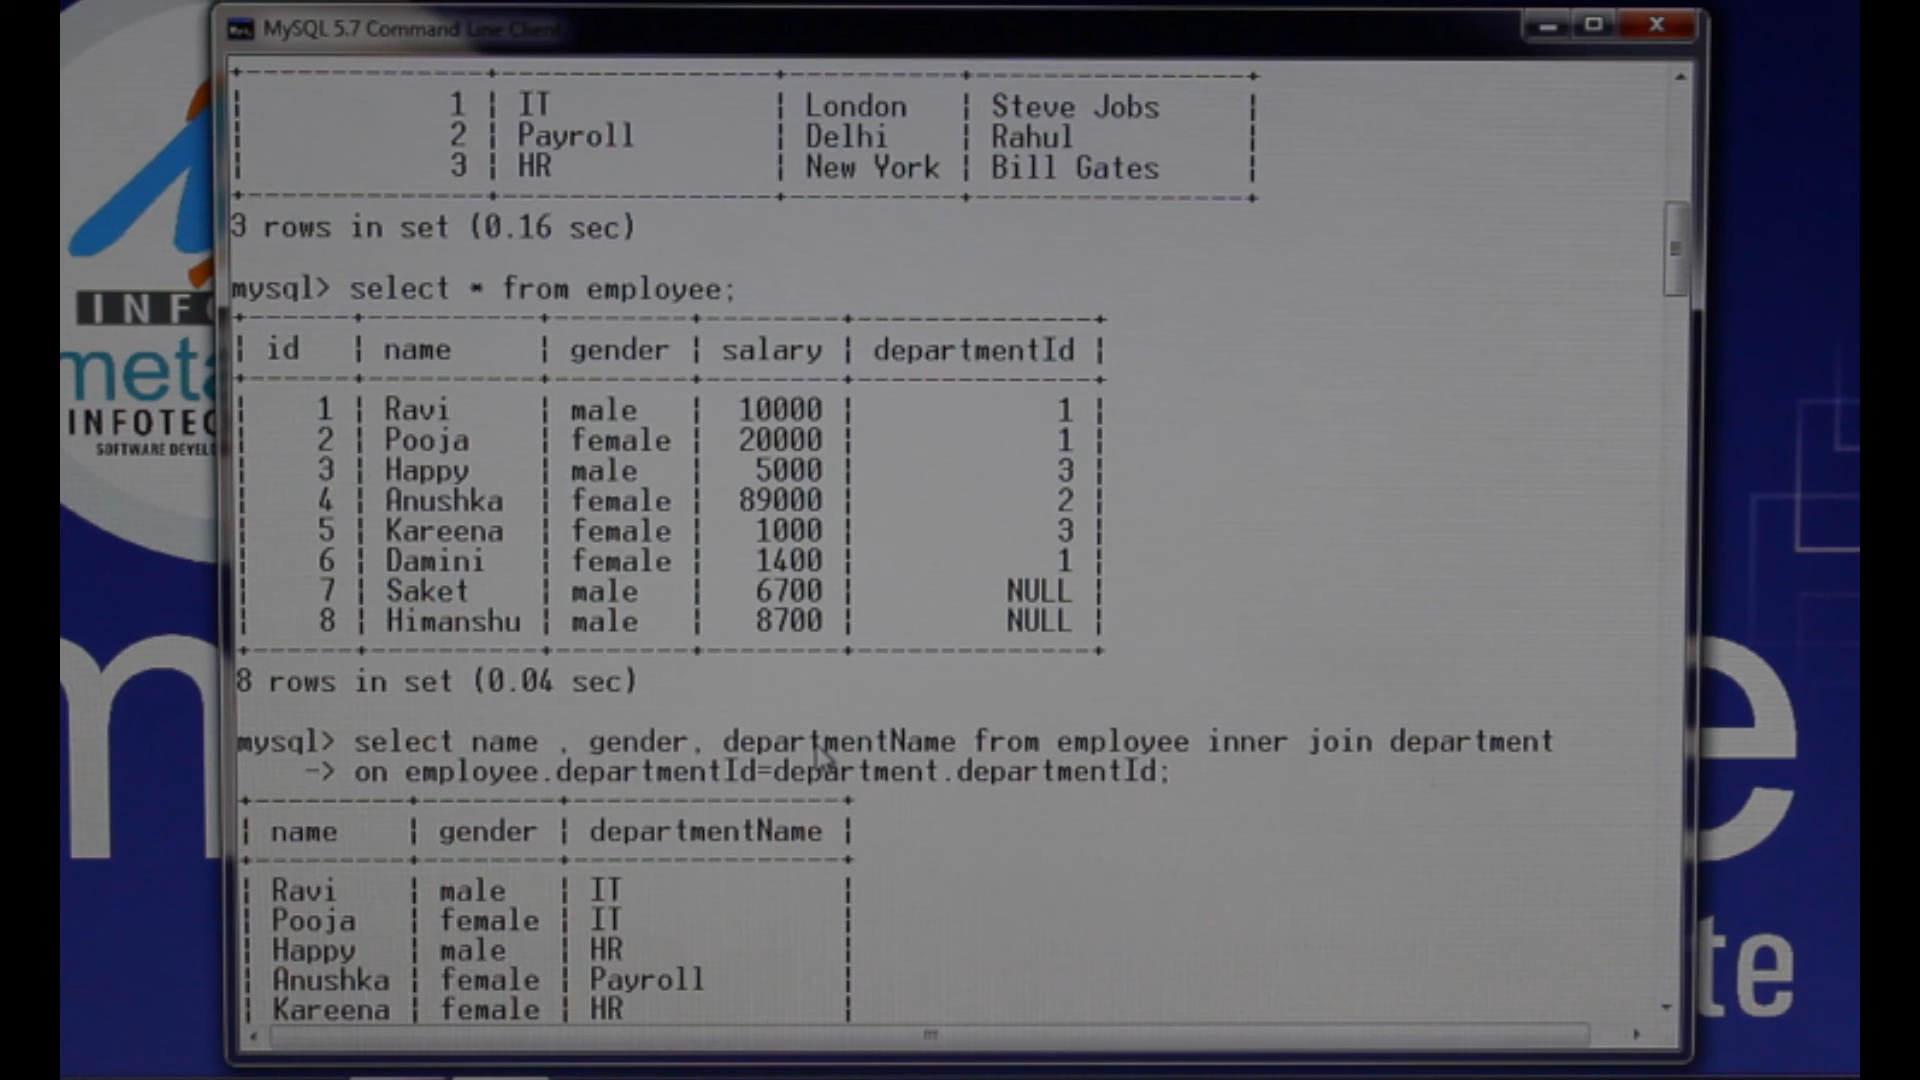 MySQL 5.7 Command Line Client
| 1 | IT | London | Steve Jobs |
| 2 | Payroll | Delhi | Rahul |
| 3 | HR | New York | Bill Gates |
3 rows in set (0.16 sec)
mysql> select * from employee;
| id | name | gender | salary | departmentId |
| 1 | Ravi | male | 10000 | 1 |
| 2 | Pooja | female | 20000 | 1 |
| 3 | Happy | male | 5000 | 3 |
| 4 | Anushka | female | 89000 | 2 |
| 5 | Kareena | female | 1000 | 3 |
| 6 | Damini | female | 1400 | 1 |
| 7 | Saket | male | 6700 | NULL |
| 8 | Himanshu | male | 8700 | NULL |
8 rows in set (0.04 sec)
mysql> select name , gender, departmentName from employee inner join department
-> on employee.departmentId=department.departmentId;
| name | gender | departmentName |
| Ravi | male | IT |
| Pooja | female | IT |
| Happy | male | HR |
| Anushka | female | Payroll |
| Kareena | female | HR |
INF
meta
INFOTEC
SOFTWARE DEVEL
m
e
te